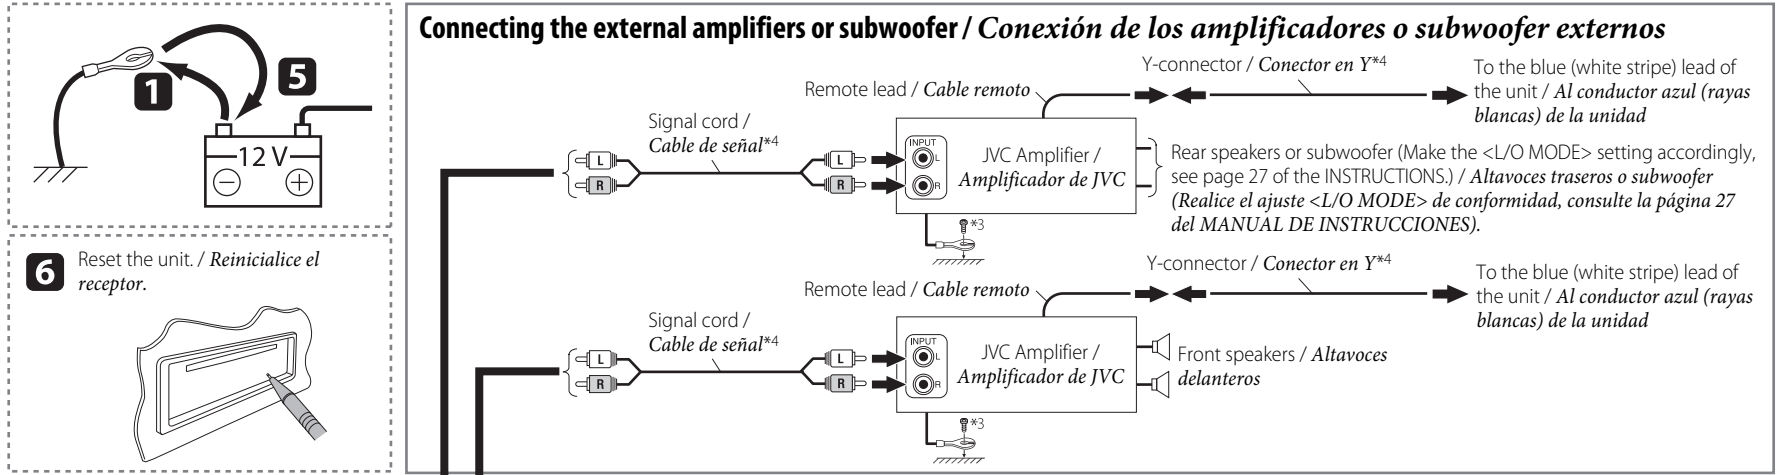 1
5
12 V
6
Reset the unit. / Reinicialice el
receptor.
Connecting the external amplifiers or subwoofer / Conexión de los amplificadores o subwoofer externos
Y-connector / Conector en Y*4
Remote lead / Cable remoto
To the blue (white stripe) lead of
the unit / Al conductor azul (rayas
blancas) de la unidad
Signal cord /
Cable de señal*4
L
R
L
R
INPUT
L
R
JVC Amplifier /
Amplificador de JVC
Rear speakers or subwoofer (Make the <L/O MODE> setting accordingly,
see page 27 of the INSTRUCTIONS.) / Altavoces traseros o subwoofer
(Realice el ajuste <L/O MODE> de conformidad, consulte la página 27
del MANUAL DE INSTRUCCIONES).
*3
Y-connector / Conector en Y*4
Remote lead / Cable remoto
To the blue (white stripe) lead of
the unit / Al conductor azul (rayas
blancas) de la unidad
Signal cord /
Cable de señal*4
L
R
L
R
INPUT
L
R
JVC Amplifier /
Amplificador de JVC
Front speakers / Altavoces
delanteros
*3